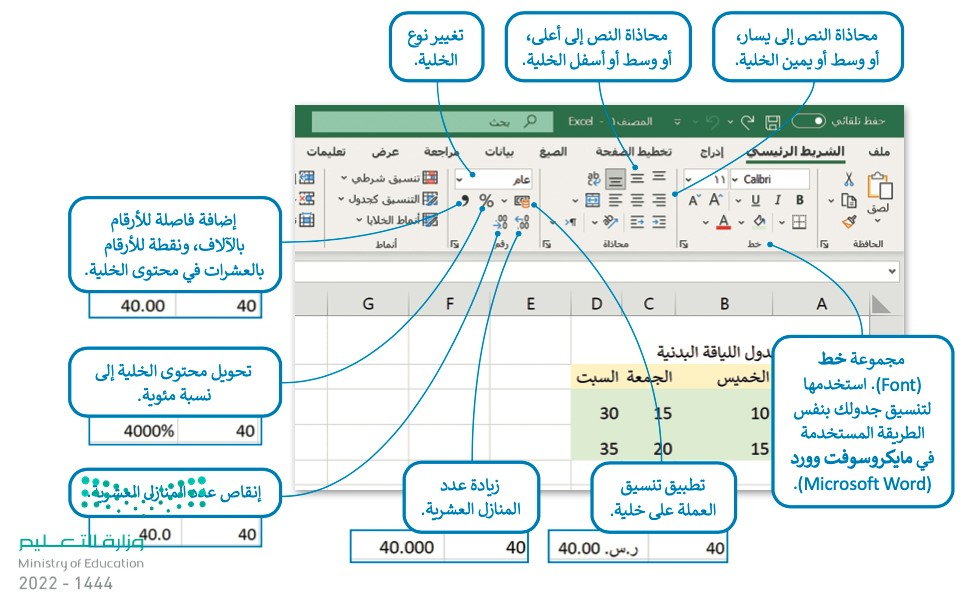 محاذاة النص إلى يسار،
أو وسط أو يمين الخلية.
محاذاة النص إلى أعلى،
أو وسط أو أسفل الخلية.
تغيير نوع
الخلية.
حفظ تلقائي
المصنف١ - Excel
بحث
ملف
الشريط الرئيسي
إدراج
تخطيط الصفحة
الصيغ
بيانات
مراجعة
عرض
تعليمات
لصق
الحافظة
Calibri
١١
B I U
A A
خط
ab
محاذاة
عام
%
رقم
تنسيق شرطي
التنسيق كجدول
أنماط الخلايا
أنماط
إضافة فاصلة للأرقام
بالآلاف، ونقطة للأرقام
بالعشرات في محتوى الخلية.
40 40.00
تحويل محتوى الخلية إلى
نسبة مئوية.
40 4000%
إنقاص عدد المنازل العشرية.
40 40.0
A B C D E F G
جدول اللياقة البدنية
الخميس الجمعة السبت
10 15 30
15 20 35
مجموعة خط
(Font). استخدمها
لتنسيق جدولك بنفس
الطريقة المستخدمة
في مايكروسوفت وورد
(Microsoft Word).
تطبيق تنسيق
العملة على خلية.
40 ر.س. 40.00
زيادة عدد
المنازل العشرية.
40 40.000
وزارة التعليم
Ministry of Education
2022 - 1444